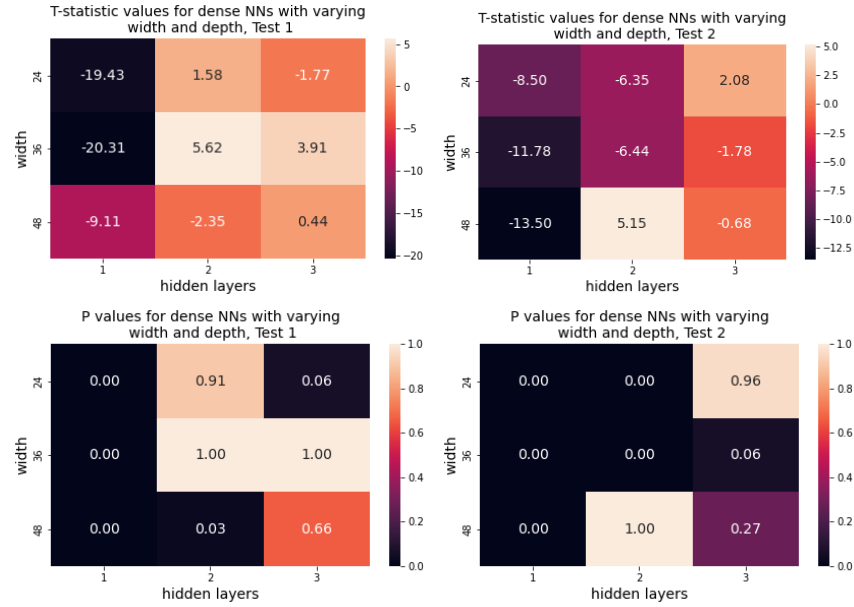 T-statistic values for dense NNs with varying
width and depth, Test 1
width
24
36
48
-19.43 1.58 -1.77
-20.31 5.62 3.91
-9.11 -2.35 0.44
1 2 3
hidden layers
5
0
−5
−10
−15
−20
T-statistic values for dense NNs with varying
width and depth, Test 2
width
24
36
48
-8.50 -6.35 2.08
-11.78 -6.44 -1.78
-13.50 5.15 -0.68
1 2 3
hidden layers
5.0
2.5
0.0
−2.5
−5.0
−7.5
−10.0
−12.5
P values for dense NNs with varying
width and depth, Test 1
width
24
36
48
0.00 0.91 0.06
0.00 1.00 1.00
0.00 0.03 0.66
1 2 3
hidden layers
1.0
0.8
0.6
0.4
0.2
0.0
P values for dense NNs with varying
width and depth, Test 2
width
24
36
48
0.00 0.00 0.96
0.00 0.00 0.06
0.00 1.00 0.27
1 2 3
hidden layers
1.0
0.8
0.6
0.4
0.2
0.0